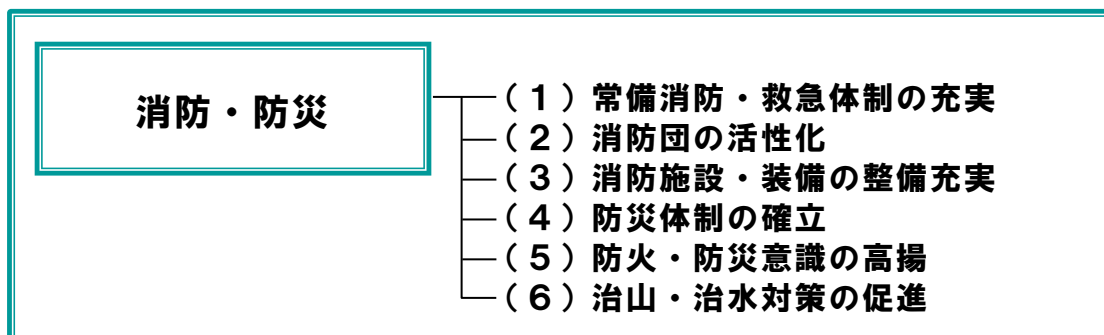 消防・防災
（１）常備消防・救急体制の充実
（２）消防団の活性化
（３）消防施設・装備の整備充実
（４）防災体制の確立
（５）防火・防災意識の高揚
（６）治山・治水対策の促進